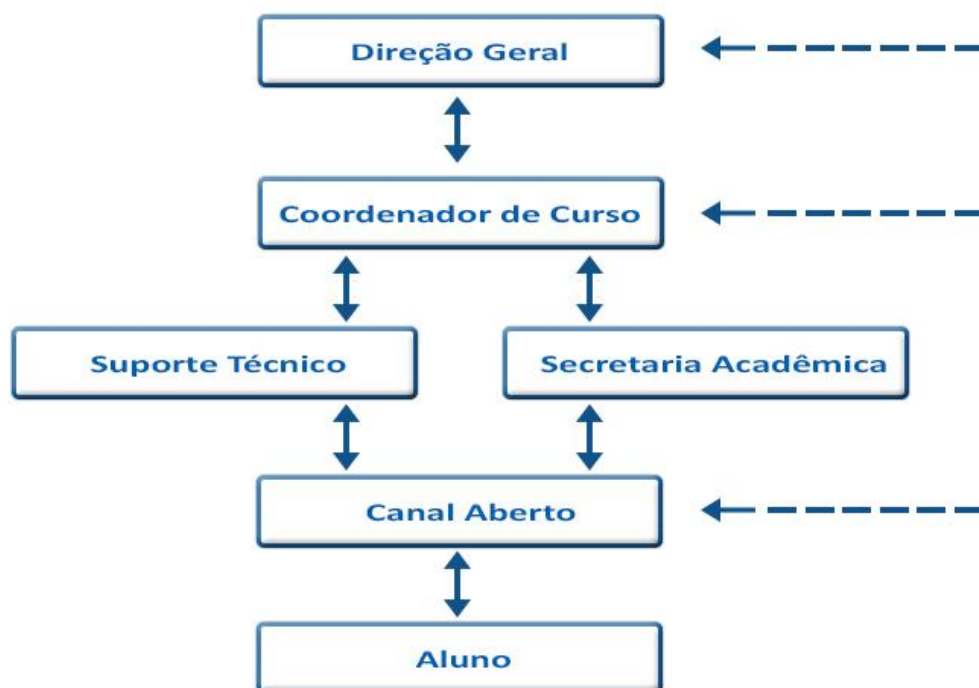 Direção Geral
Coordenador de Curso
Suporte Técnico
Secretaria Acadêmica
Canal Aberto
Aluno